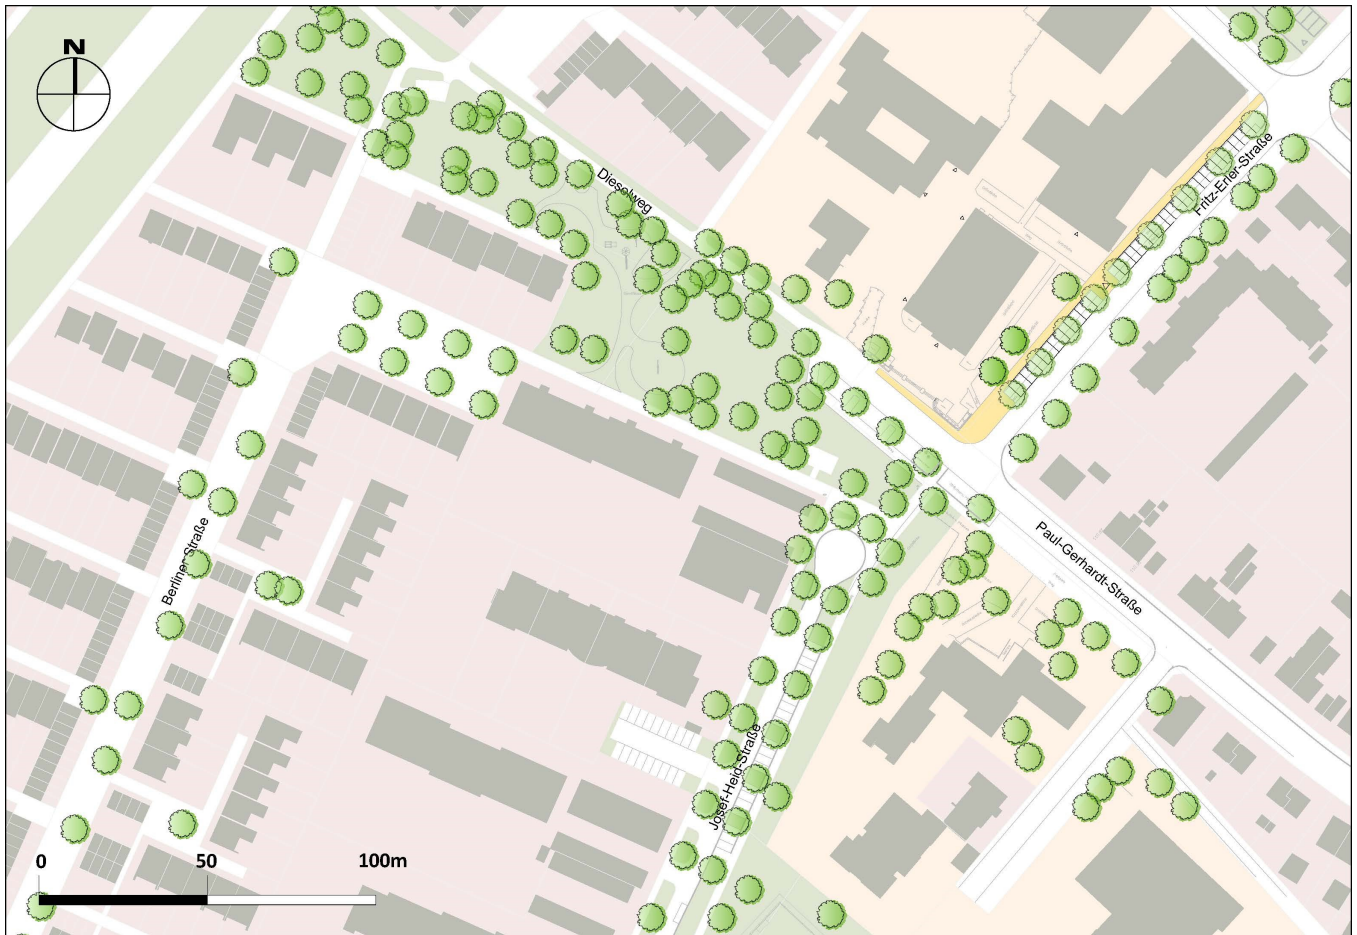 N
Dieselweg
Fritz-Erler-Straße
Paul-Gerhardt-Straße
Berliner Straße
Josef-Heid-Straße
0 50 100m